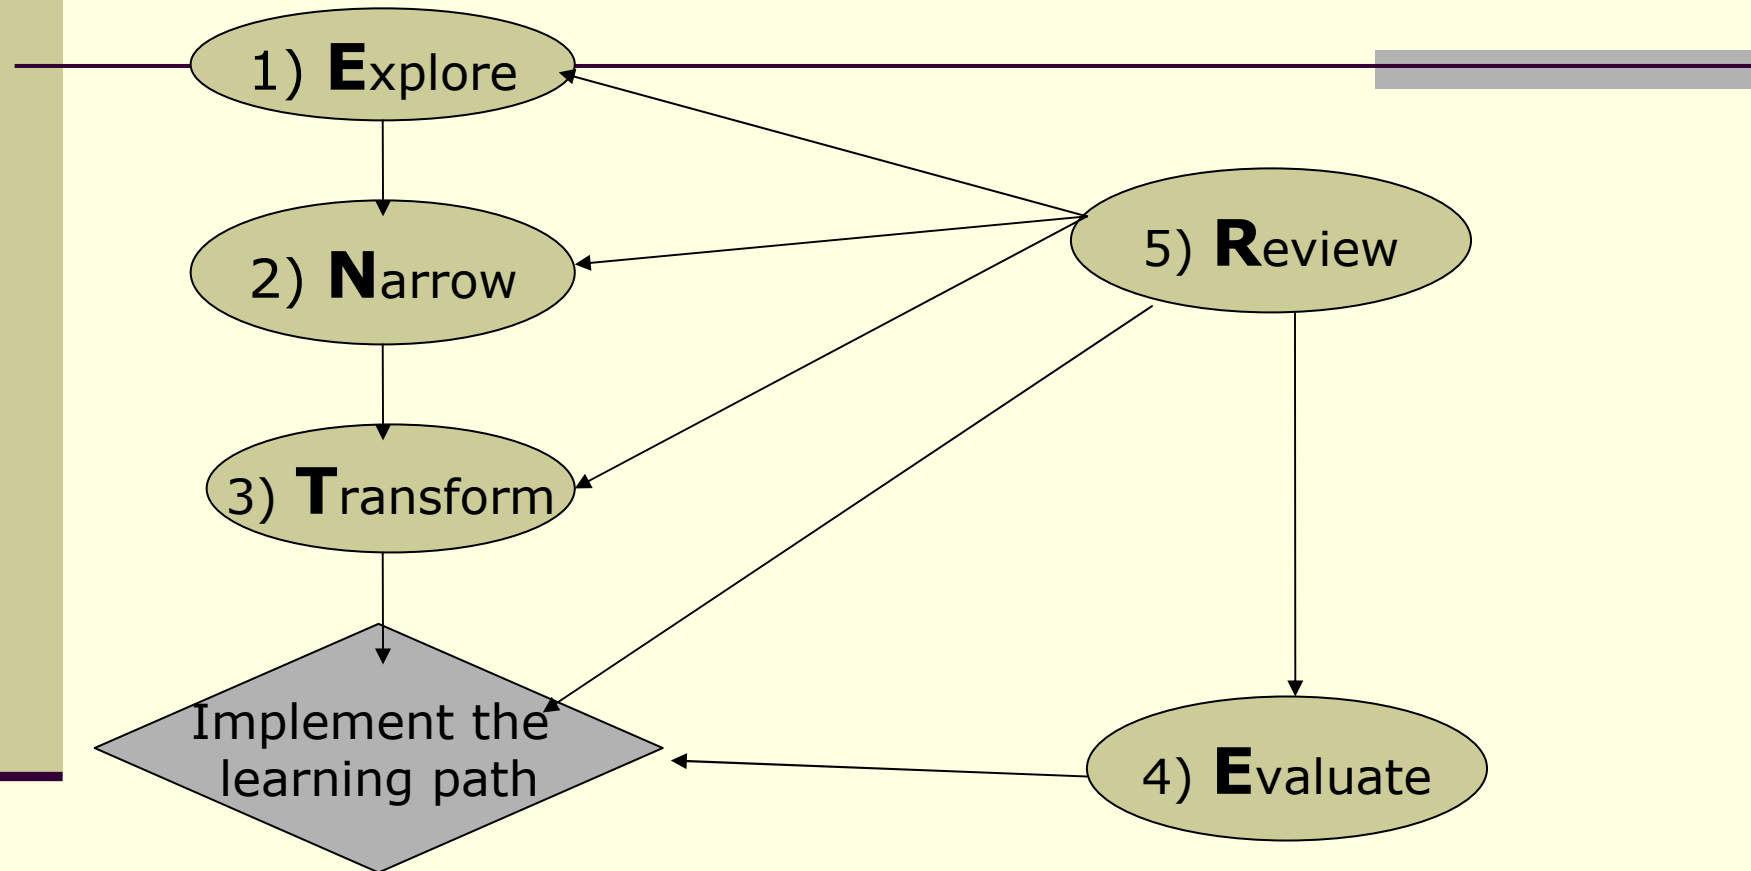 1) Explore
2) Narrow
3) Transform
Implement the
learning path
5) Review
4) Evaluate